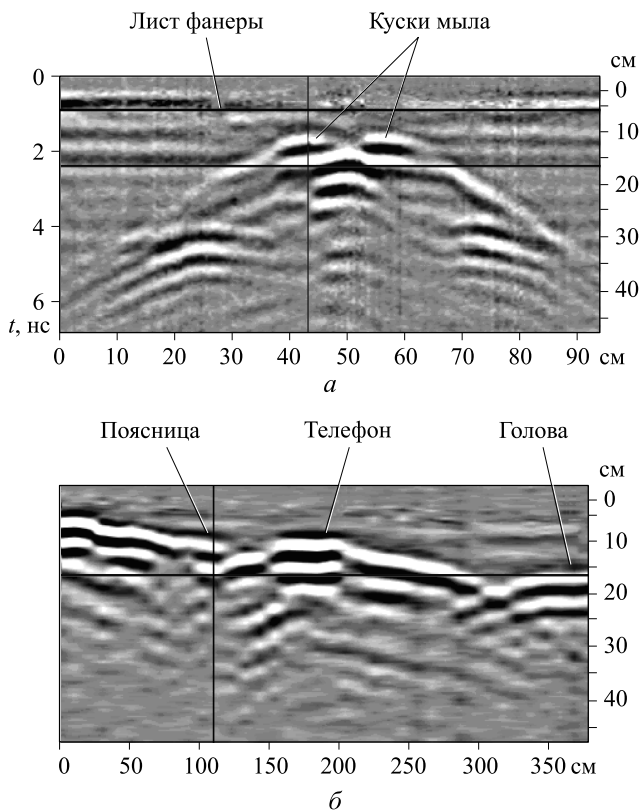 Лист фанеры Куски мыла
см
0 0
10
2
20
4
30
6 40
t, нс
0 10 20 30 40 50 60 70 80 90 см
а
Поясница Телефон Голова
см
0
10
20
30
40
0 50 100 150 200 250 300 350 см
б